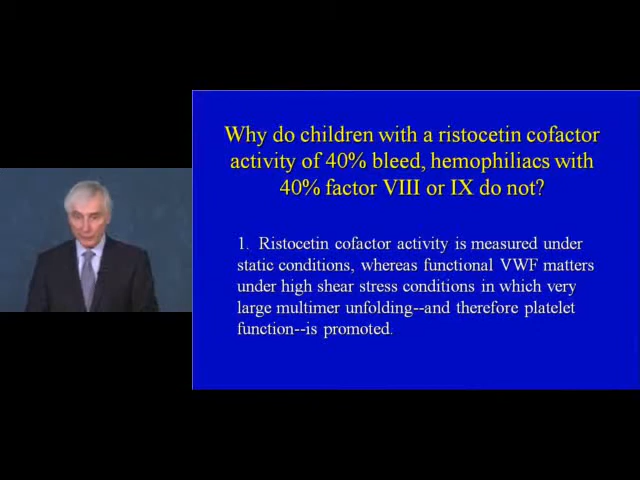 Why do children with a ristocetin cofactor
activity of 40% bleed, hemophiliacs with
40% factor VIII or IX do not?
1. Ristocetin cofactor activity is measured under
static conditions, whereas functional VWF matters
under high shear stress conditions in which very
large multimer unfolding--and therefore platelet
function--is promoted.